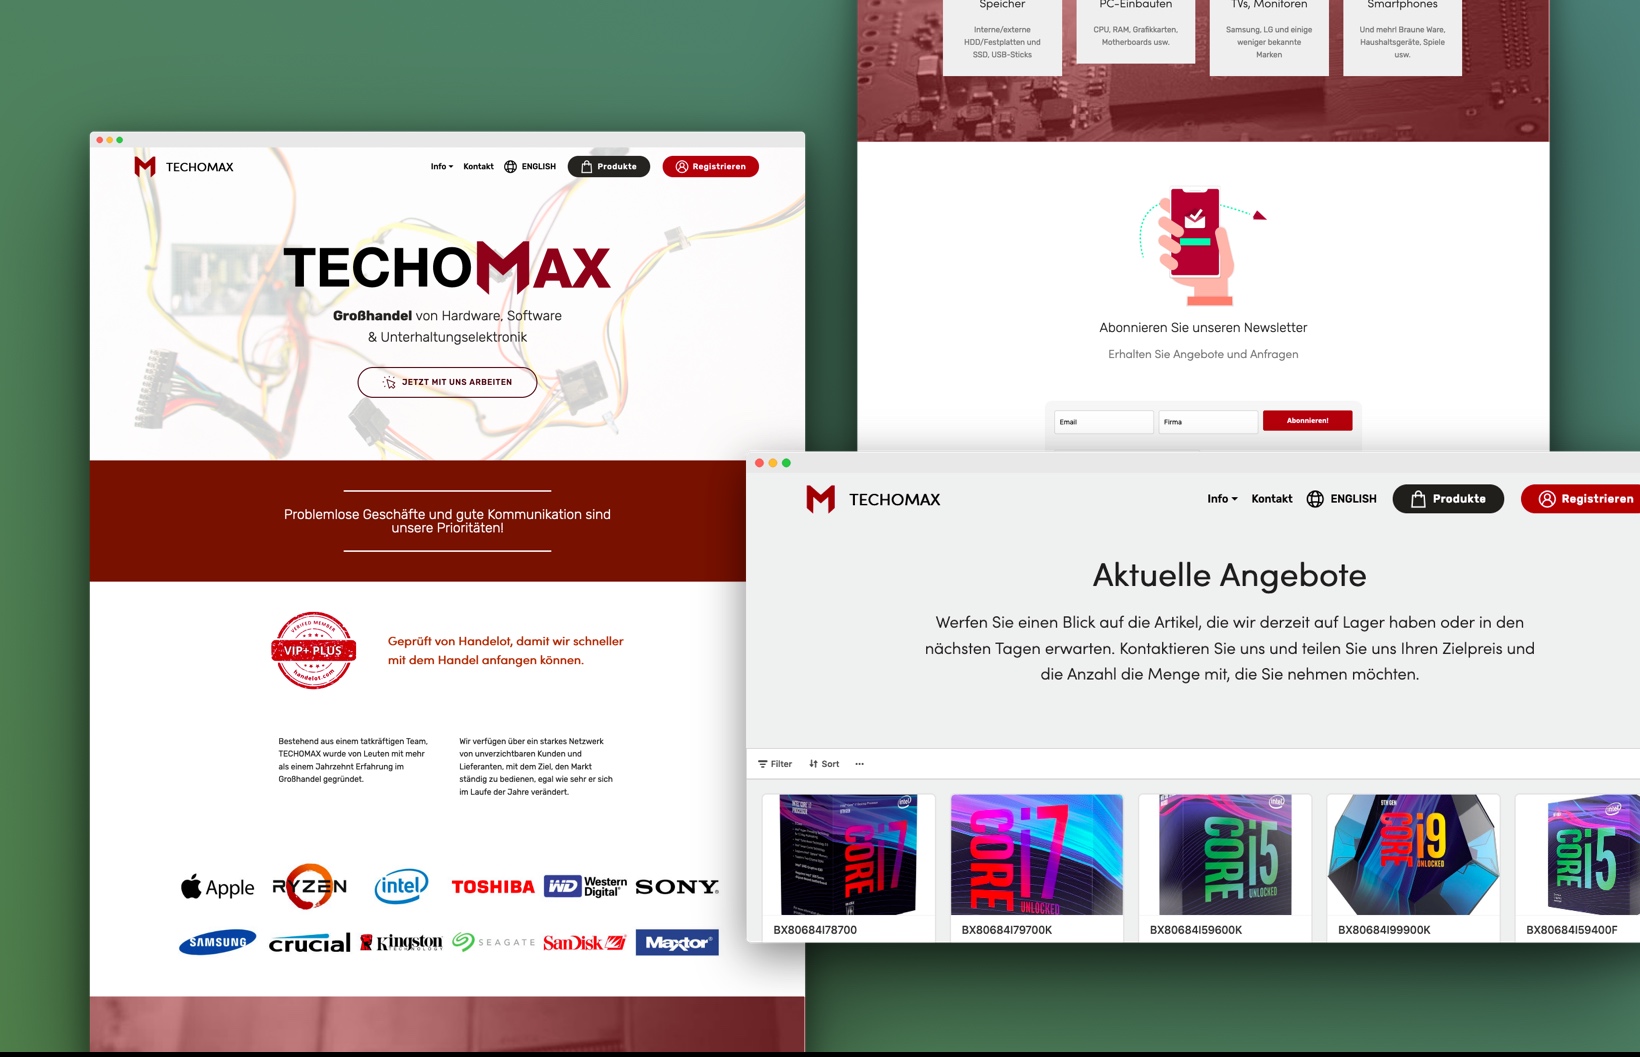 TECHOMAX
Info
Kontakt
ENGLISH
Produkte
Registrieren
TECHOMAX
Großhandel von Hardware, Software
& Unterhaltungselektronik
JETZT MIT UNS ARBEITEN
Problemlose Geschäfte und gute Kommunikation sind
unsere Prioritäten!
VERIFED MEMBER
VIP+ PLUS
handelot.com
Geprüft von Handelot, damit wir schneller
mit dem Handel anfangen können.
Bestehend aus einem tatkräftigen Team,
TECHOMAX wurde von Leuten mit mehr
als einem Jahrzehnt Erfahrung im
Großhandel gegründet.
Wir verfügen über ein starkes Netzwerk
von unverzichtbaren Kunden und
Lieferanten, mit dem Ziel, den Markt
ständig zu bedienen, egal wie sehr er sich
im Laufe der Jahre verändert.
Apple
RYZEN
intel
TOSHIBA
WD Western
Digital
SONY
SAMSUNG
crucial
Kingston
TECHNOLOGY
SEAGATE
SanDisk
Maxtor
Speicher
Interne/externe
HDD/Festplatten und
SSD, USB-Sticks
PC-Einbauten
CPU, RAM, Grafikkarten,
Motherboards usw.
TVs, Monitoren
Samsung, LG und einige
weniger bekannte
Marken
Smartphones
Und mehr! Braune Ware,
Haushaltsgeräte, Spiele
usw.
Abonnieren Sie unseren Newsletter
Erhalten Sie Angebote und Anfragen
Email
Firma
Abonnieren!
TECHOMAX
Info
Kontakt
ENGLISH
Produkte
Registrieren
Aktuelle Angebote
Werfen Sie einen Blick auf die Artikel, die wir derzeit auf Lager haben oder in den
nächsten Tagen erwarten. Kontaktieren Sie uns und teilen Sie uns Ihren Zielpreis und
die Anzahl die Menge mit, die Sie nehmen möchten.
Filter
Sort
intel
CORE i7
BX80684I78700
CORE i7
UNLOCKED
BX80684I79700K
intel
CORE i5
UNLOCKED
BX80684I59600K
9TH GEN
CORE i9
UNLOCKED
BX80684I99900K
intel
CORE i5
BX80684I59400F